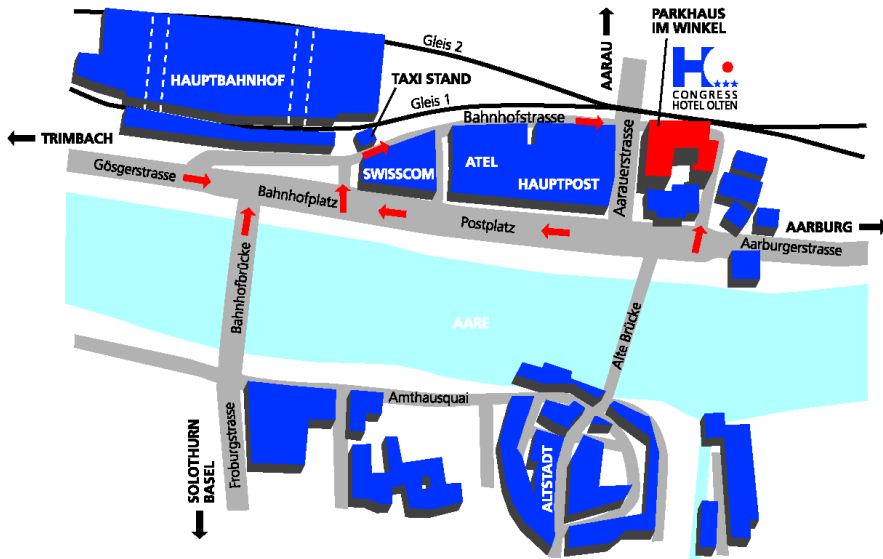 AARAU
PARKHAUS
IM WINKEL
Gleis 2
HAUPTBAHNHOF
TAXI STAND
H
CONGRESS
HOTEL OLTEN
Gleis 1
Bahnhofstrasse
TRIMBACH
Gösgerstrasse
SWISSCOM
ATEL
HAUPTPOST
Aarauerstrasse
Bahnhofplatz
Postplatz
AARBURG
Aarburgerstrasse
Bahnhofbrücke
AARE
Alte Brücke
Amthausquai
Froburgstrasse
SOLOTHURN
BASEL
ALTSTADT